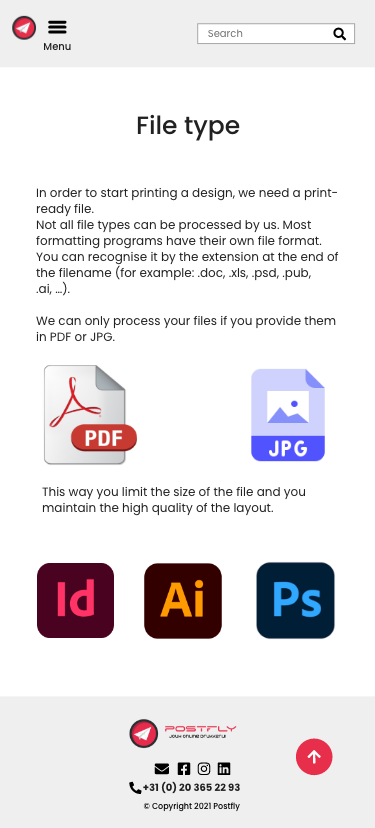 Menu
Search
File type
In order to start printing a design, we need a print-
ready file.
Not all file types can be processed by us. Most
formatting programs have their own file format.
You can recognise it by the extension at the end of
the filename (for example: .doc, .xls, .psd, .pub,
.ai, ...).
We can only process your files if you provide them
in PDF or JPG.
PDF
JPG
This way you limit the size of the file and you
maintain the high quality of the layout.
Id Ai Ps
POSTFLY
JOUW ONLINE DRUKKERIJ!
+31 (0) 20 365 22 93
© Copyright 2021 Postfly